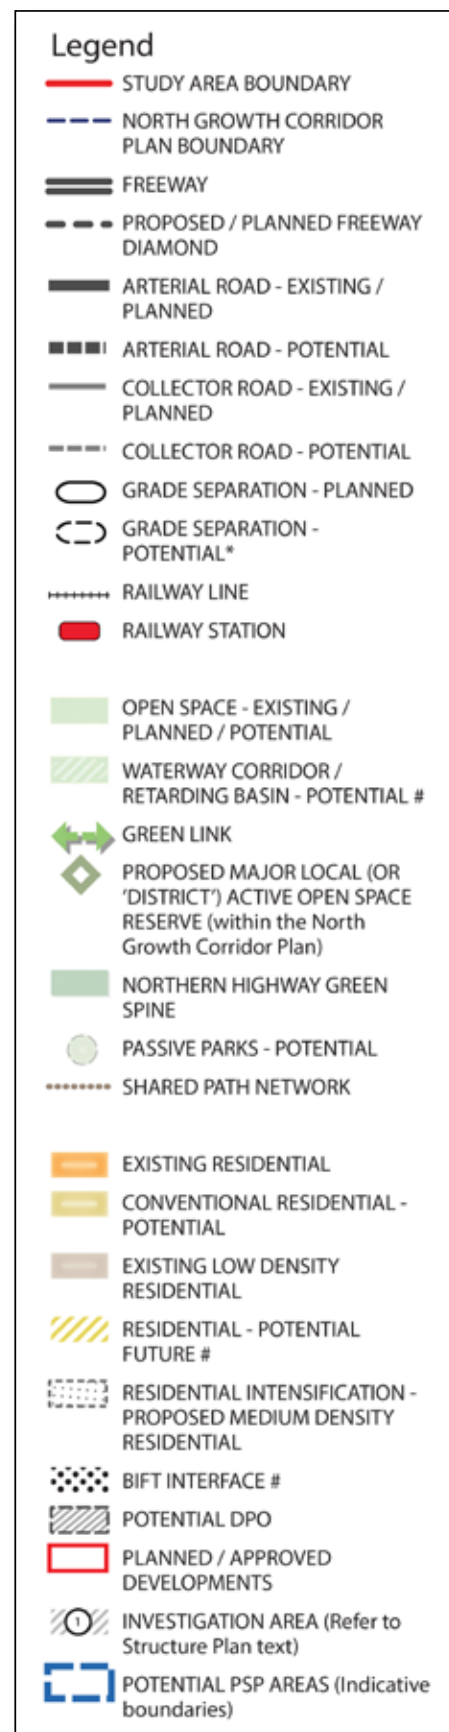 Legend
STUDY AREA BOUNDARY
NORTH GROWTH CORRIDOR
PLAN BOUNDARY
FREEWAY
PROPOSED / PLANNED FREEWAY
DIAMOND
ARTERIAL ROAD - EXISTING /
PLANNED
ARTERIAL ROAD - POTENTIAL
COLLECTOR ROAD - EXISTING /
PLANNED
COLLECTOR ROAD - POTENTIAL
GRADE SEPARATION - PLANNED
GRADE SEPARATION -
POTENTIAL*
RAILWAY LINE
RAILWAY STATION
OPEN SPACE - EXISTING /
PLANNED / POTENTIAL
WATERWAY CORRIDOR /
RETARDING BASIN - POTENTIAL #
GREEN LINK
PROPOSED MAJOR LOCAL (OR
'DISTRICT') ACTIVE OPEN SPACE
RESERVE (within the North
Growth Corridor Plan)
NORTHERN HIGHWAY GREEN
SPINE
PASSIVE PARKS - POTENTIAL
SHARED PATH NETWORK
EXISTING RESIDENTIAL
CONVENTIONAL RESIDENTIAL -
POTENTIAL
EXISTING LOW DENSITY
RESIDENTIAL
RESIDENTIAL - POTENTIAL
FUTURE #
RESIDENTIAL INTENSIFICATION -
PROPOSED MEDIUM DENSITY
RESIDENTIAL
BIFT INTERFACE #
POTENTIAL DPO
PLANNED / APPROVED
DEVELOPMENTS
1 INVESTIGATION AREA (Refer to
Structure Plan text)
POTENTIAL PSP AREAS (Indicative
boundaries)